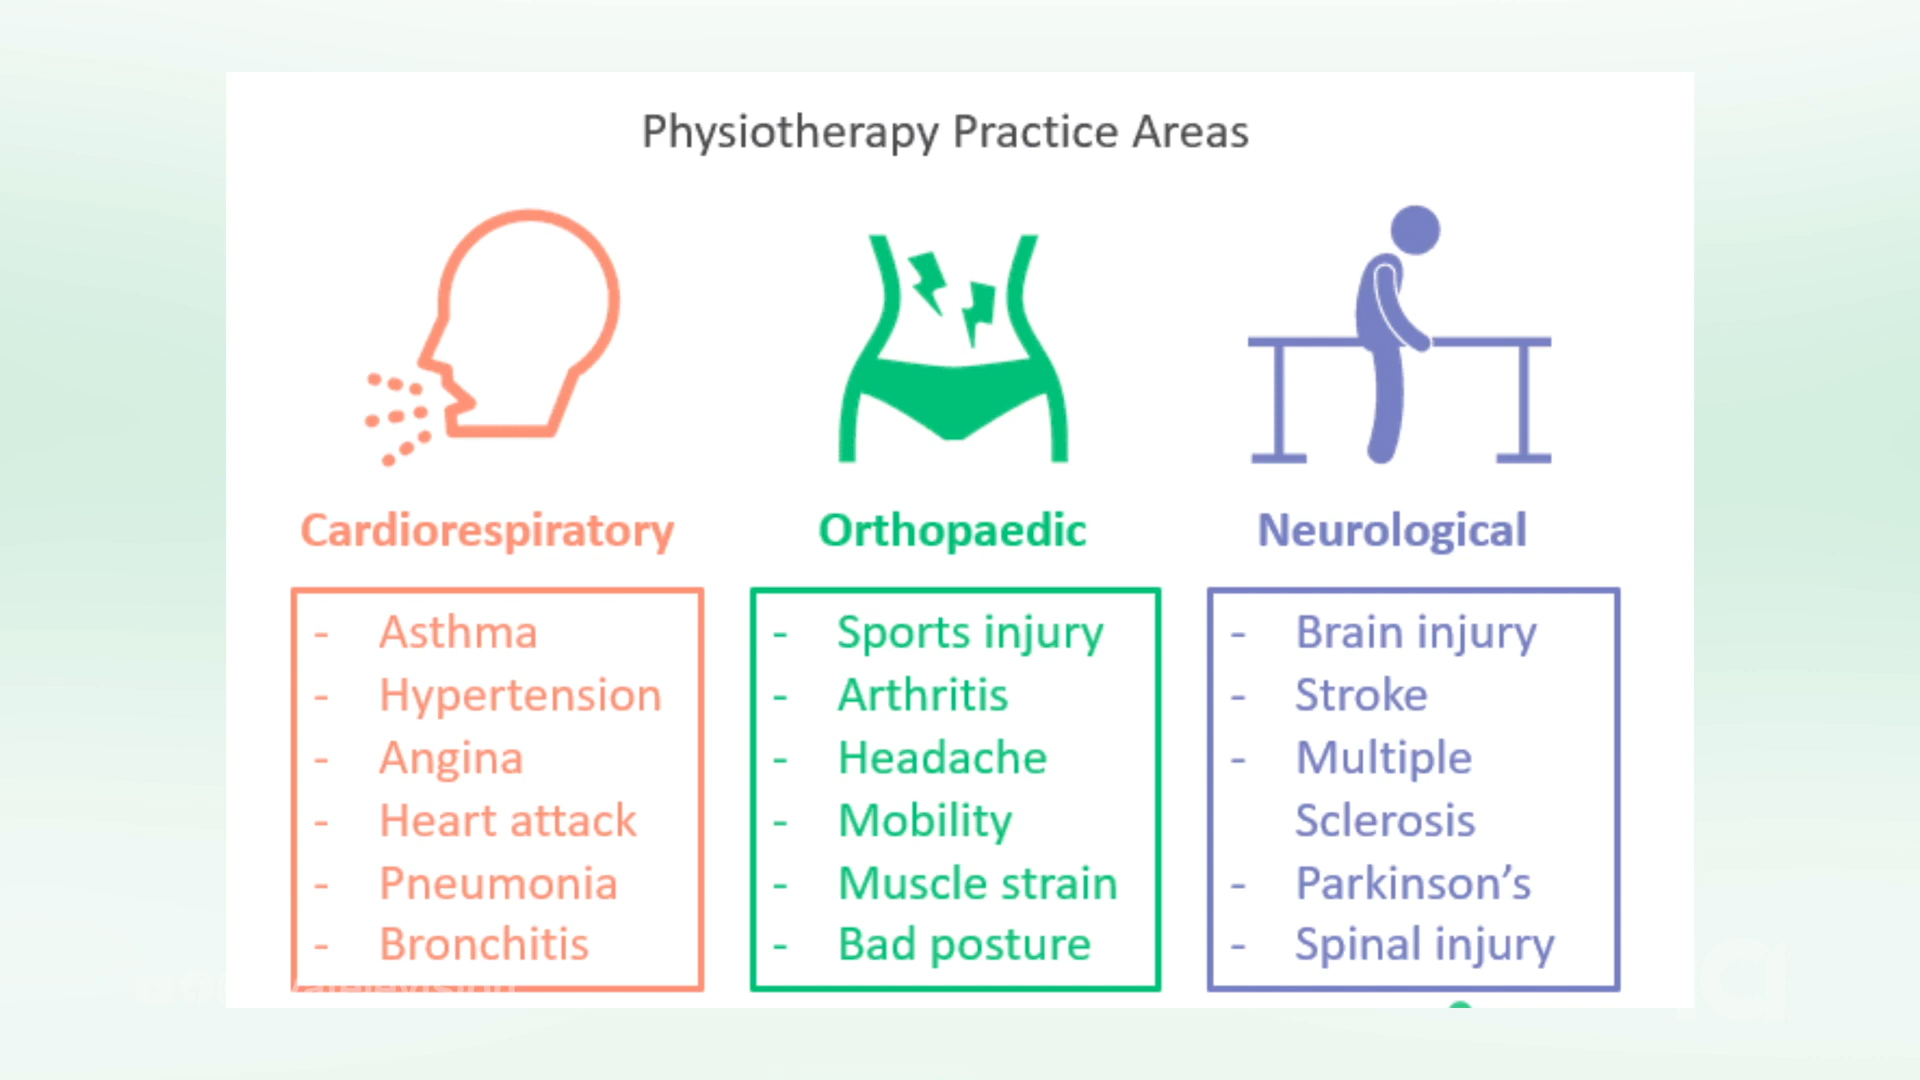 Physiotherapy Practice Areas
Cardiorespiratory
- Asthma
- Hypertension
- Angina
- Heart attack
- Pneumonia
- Bronchitis
Orthopaedic
- Sports injury
- Arthritis
- Headache
- Mobility
- Muscle strain
- Bad posture
Neurological
- Brain injury
- Stroke
- Multiple
Sclerosis
- Parkinson’s
- Spinal injury